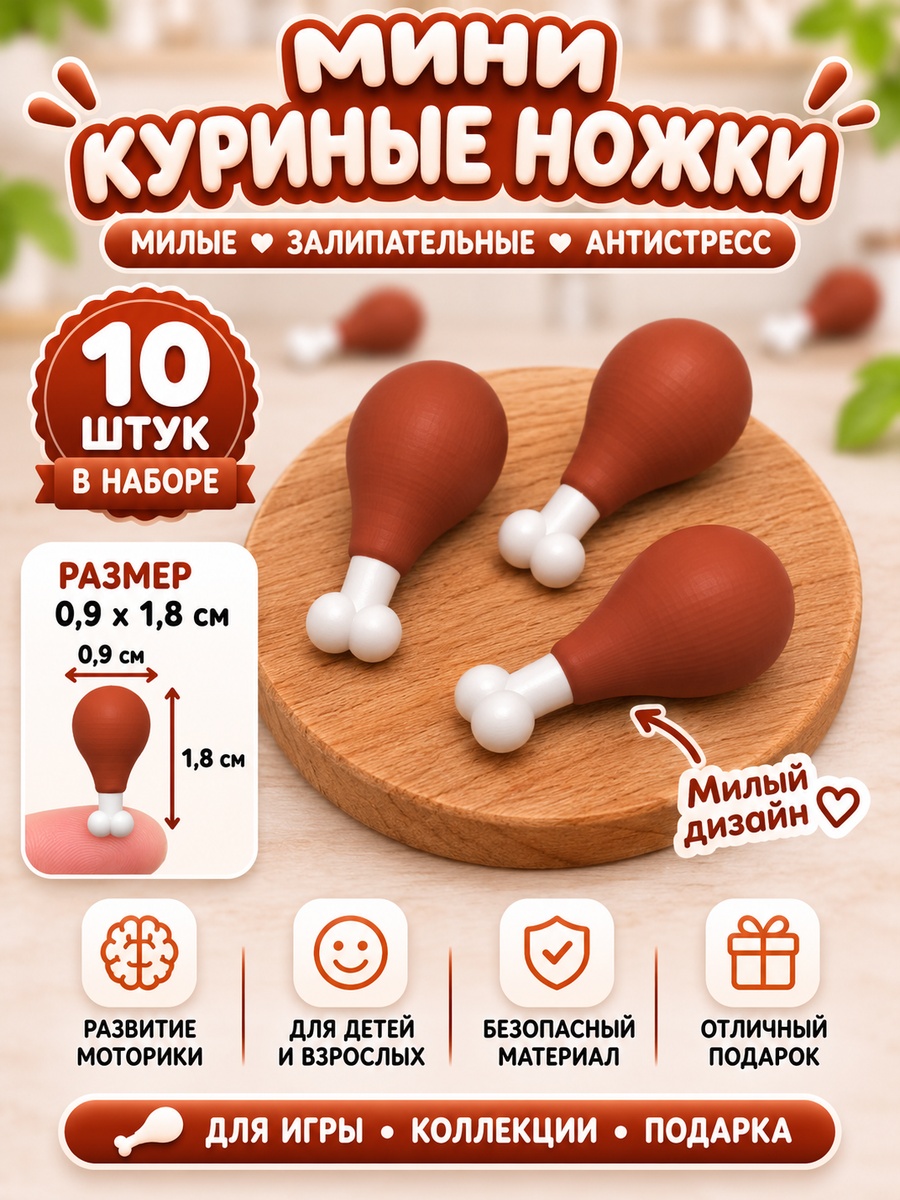 МИНИ
КУРИНЫЕ НОЖКИ
МИЛЫЕ ♥ ЗАЛИПАТЕЛЬНЫЕ ♥ АНТИСТРЕСС
10
ШТУК
В НАБОРЕ
РАЗМЕР
0,9 х 1,8 см
0,9 см
1,8 см
Милый
дизайн
РАЗВИТИЕ
МОТОРИКИ
ДЛЯ ДЕТЕЙ
И ВЗРОСЛЫХ
БЕЗОПАСНЫЙ
МАТЕРИАЛ
ОТЛИЧНЫЙ
ПОДАРОК
ДЛЯ ИГРЫ • КОЛЛЕКЦИИ • ПОДАРКА